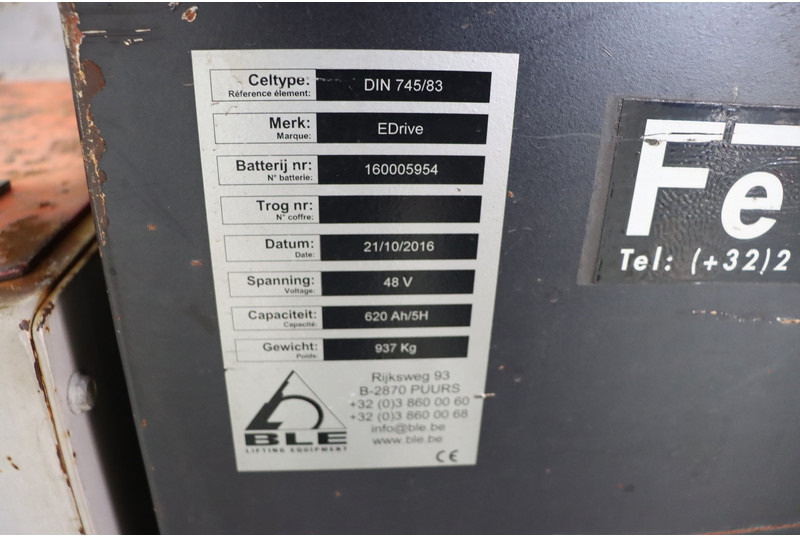 Celtype: DIN 745/83
Réference élement:
Merk: EDrive
Marque:
Batterij nr: 160005954
N° batterie:
Trog nr:
N° coffre:
Datum: 21/10/2016
Date:
Spanning: 48 V
Voltage:
Capaciteit: 620 Ah/5H
Capacité:
Gewicht: 937 Kg
Poids:
Rijksweg 93
B-2870 PUURS
+32 (0)3 860 00 60
+32 (0)3 860 00 68
info@ble.be
www.ble.be
BLE
LIFTING EQUIPMENT
CE
Fe
Tel: (+32)2